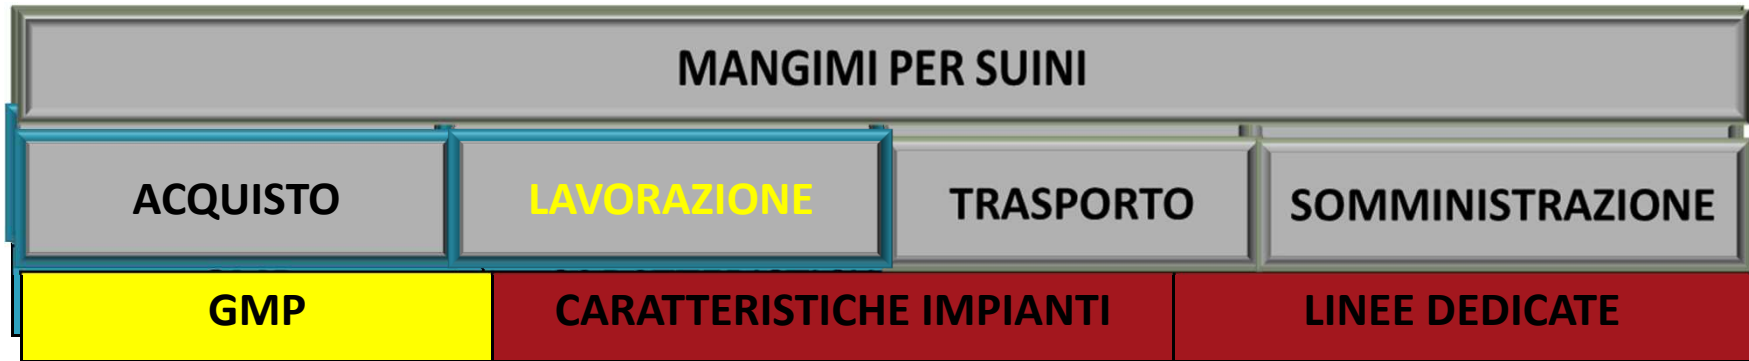 MANGIMI PER SUINI
ACQUISTO LAVORAZIONE TRASPORTO SOMMINISTRAZIONE
GMP CARATTERISTICHE IMPIANTI LINEE DEDICATE